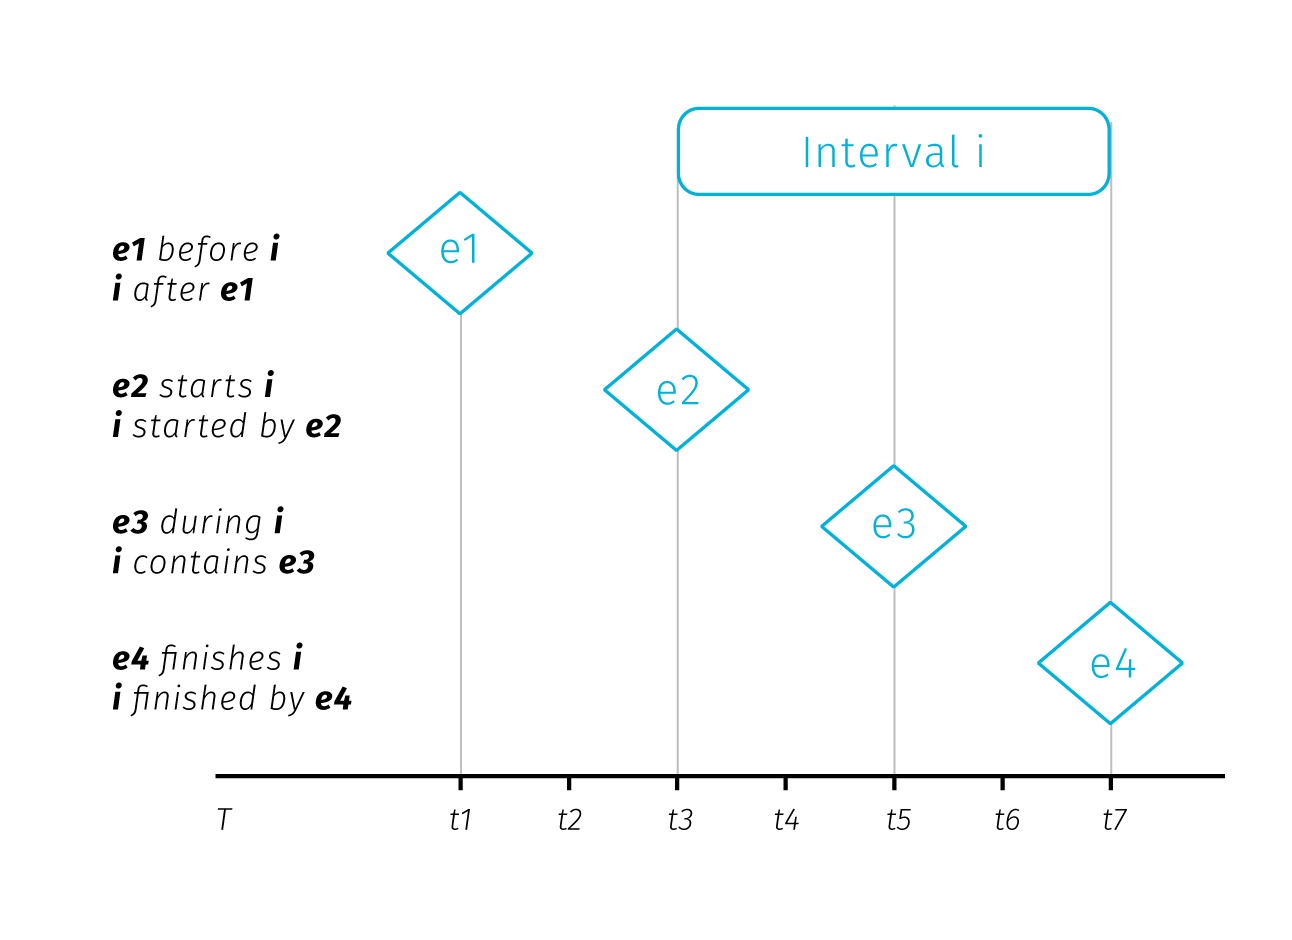 Interval i
e1 before i
i after e1
e1
e2 starts i
i started by e2
e2
e3 during i
i contains e3
e3
e4 finishes i
i finished by e4
e4
T t1 t2 t3 t4 t5 t6 t7